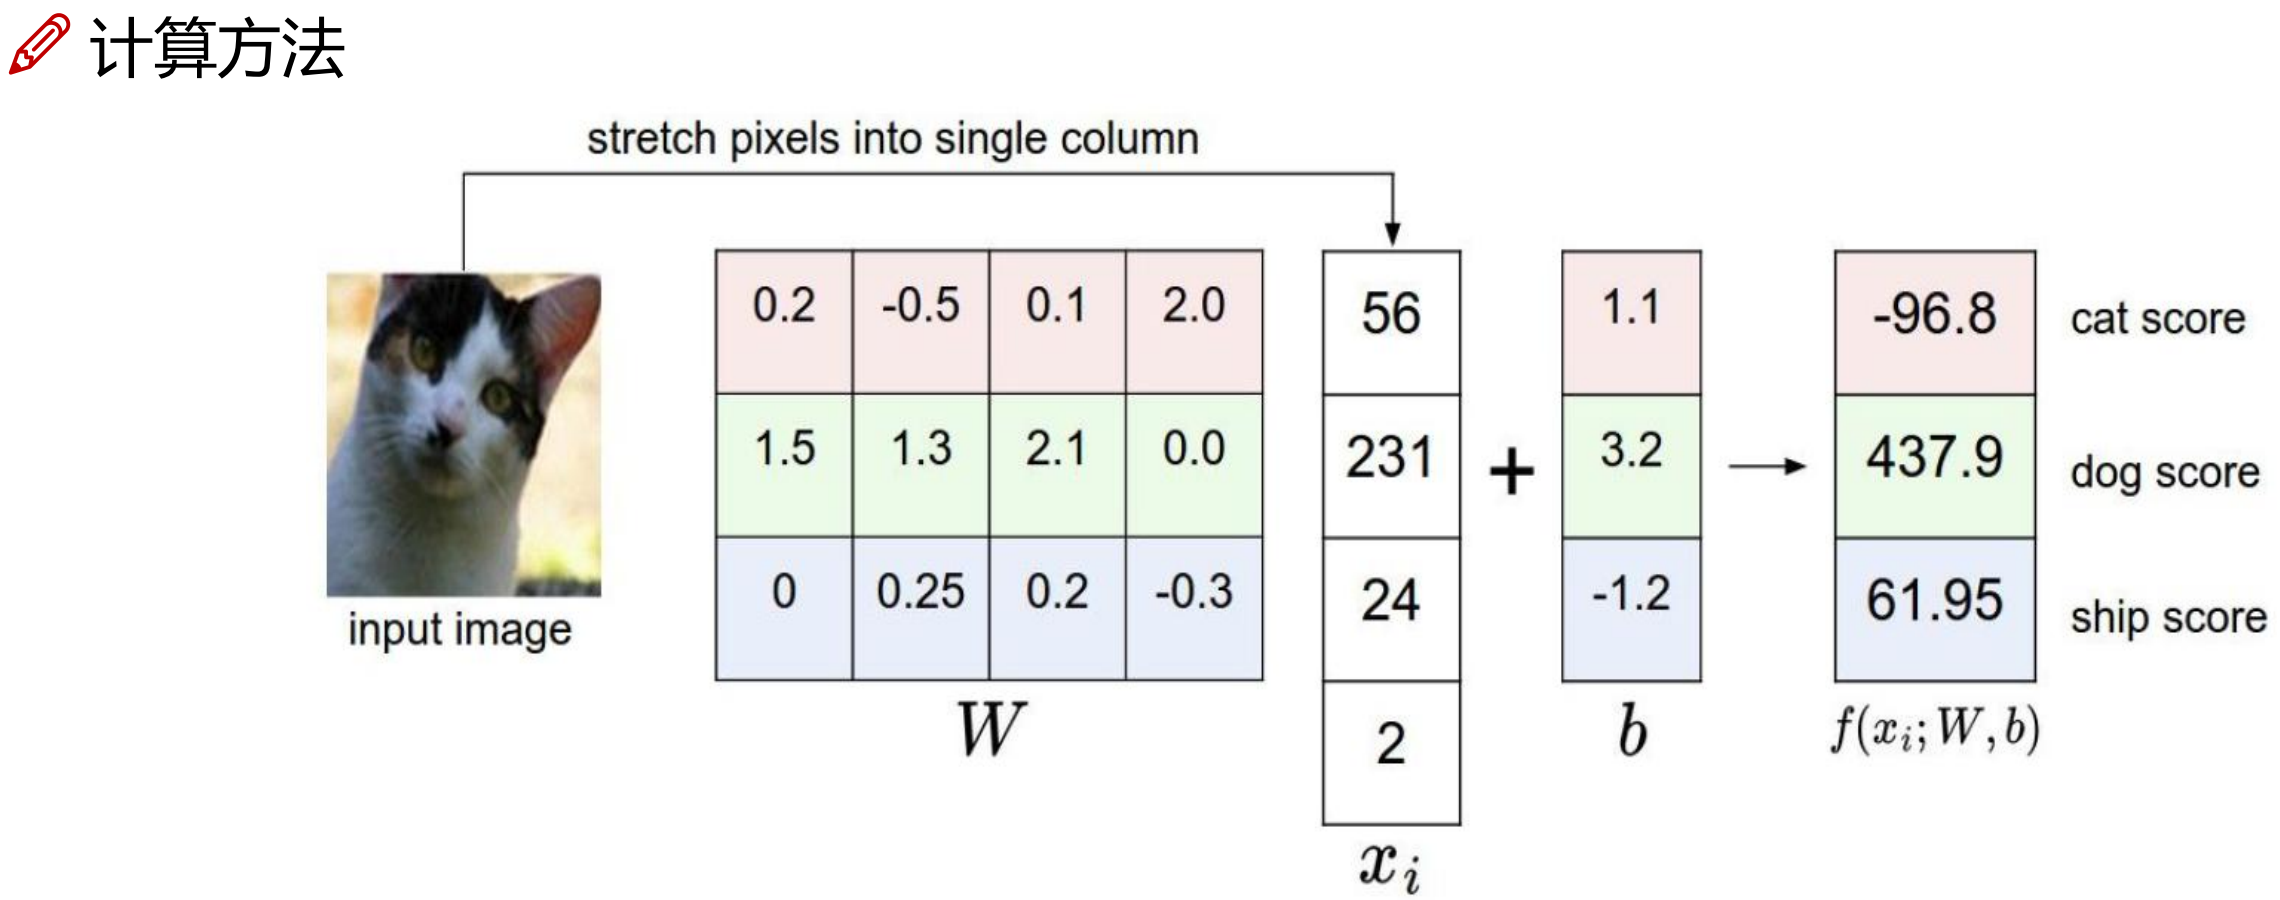 计算方法
stretch pixels into single column
0.2 -0.5 0.1 2.0 56 1.1 -96.8 cat score
1.5 1.3 2.1 0.0 231 + 3.2 437.9 dog score
0 0.25 0.2 -0.3 24 -1.2 61.95 ship score
input image
W 2 b f(x_i; W, b)
x_i